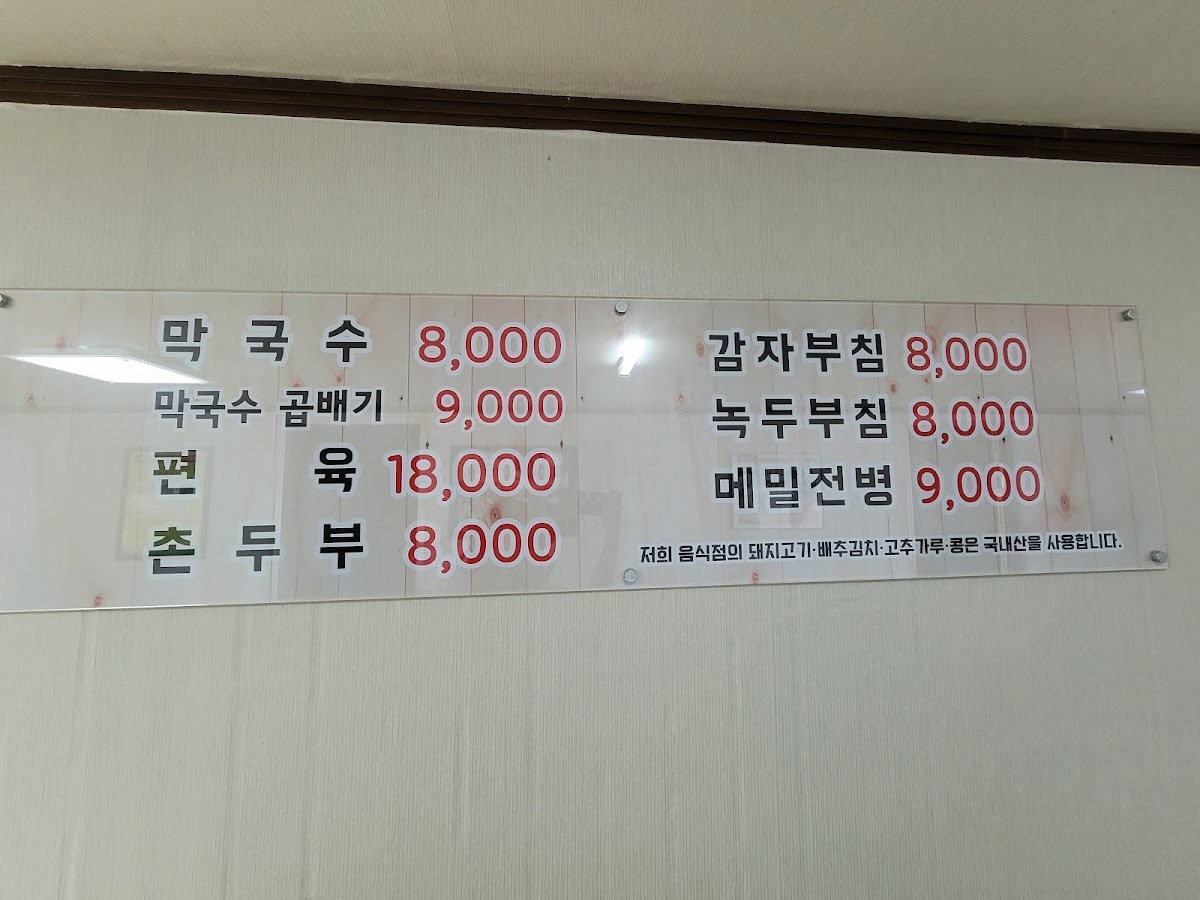 막국수 8,000
막국수 곱배기 9,000
편육 18,000
촌두부 8,000
감자부침 8,000
녹두부침 8,000
메밀전병 9,000
저희 음식점의 돼지고기·배추김치·고추가루·콩은 국내산을 사용합니다.